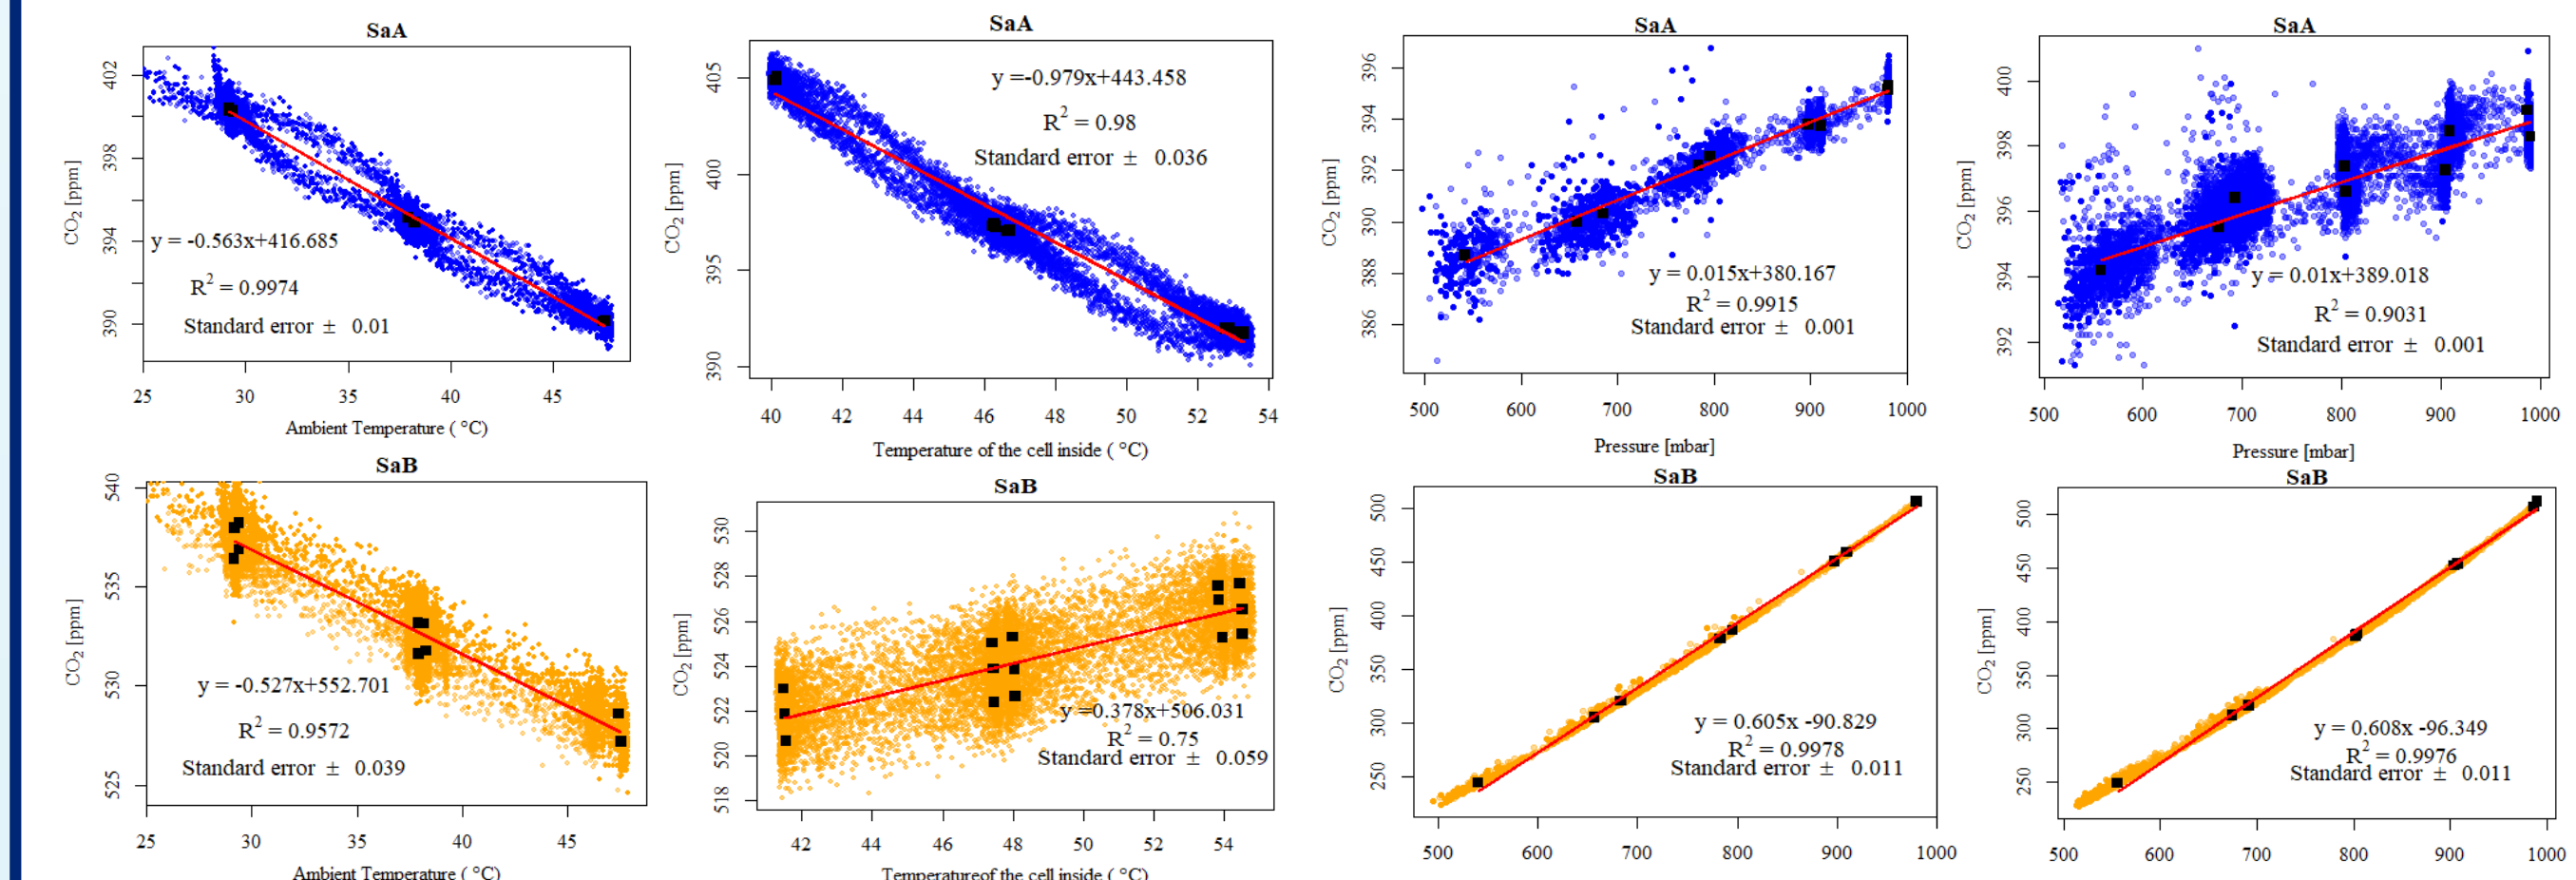 SaA
402
398
394
390
CO2 [ppm]
y = -0.563x+416.685
R2 = 0.9974
Standard error ± 0.01
25 30 35 40 45
Ambient Temperature ( °C)
SaA
405
400
395
390
CO2 [ppm]
y =-0.979x+443.458
R2 = 0.98
Standard error ± 0.036
40 42 44 46 48 50 52 54
Temperature of the cell inside ( °C)
SaA
396
394
392
390
388
386
CO2 [ppm]
y = 0.015x+380.167
R2 = 0.9915
Standard error ± 0.001
500 600 700 800 900 1000
Pressure [mbar]
SaA
400
398
396
394
392
CO2 [ppm]
y = 0.01x+389.018
R2 = 0.9031
Standard error ± 0.001
500 600 700 800 900 1000
Pressure [mbar]
SaB
540
535
530
525
CO2 [ppm]
y = -0.527x+552.701
R2 = 0.9572
Standard error ± 0.039
25 30 35 40 45
Ambient Temperature ( °C)
SaB
530
528
526
524
522
520
518
CO2 [ppm]
y =0.378x+506.031
R2 = 0.75
Standard error ± 0.059
42 44 46 48 50 52 54
Temperatureof the cell inside ( °C)
SaB
500
450
400
350
300
250
CO2 [ppm]
y = 0.605x -90.829
R2 = 0.9978
Standard error ± 0.011
500 600 700 800 900 1000
SaB
500
450
400
350
300
250
CO2 [ppm]
y = 0.608x -96.349
R2 = 0.9976
Standard error ± 0.011
500 600 700 800 900 1000